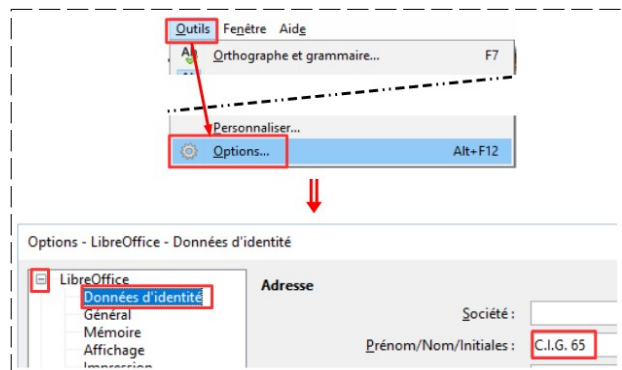 Outils Fenêtre Aide
Orthographe et grammaire... F7
Personnaliser...
Options... Alt+F12
Options - LibreOffice - Données d'identité
LibreOffice
Données d'identité
Général
Mémoire
Affichage
Impression
Adresse
Société :
Prénom/Nom/Initiales : C.I.G. 65